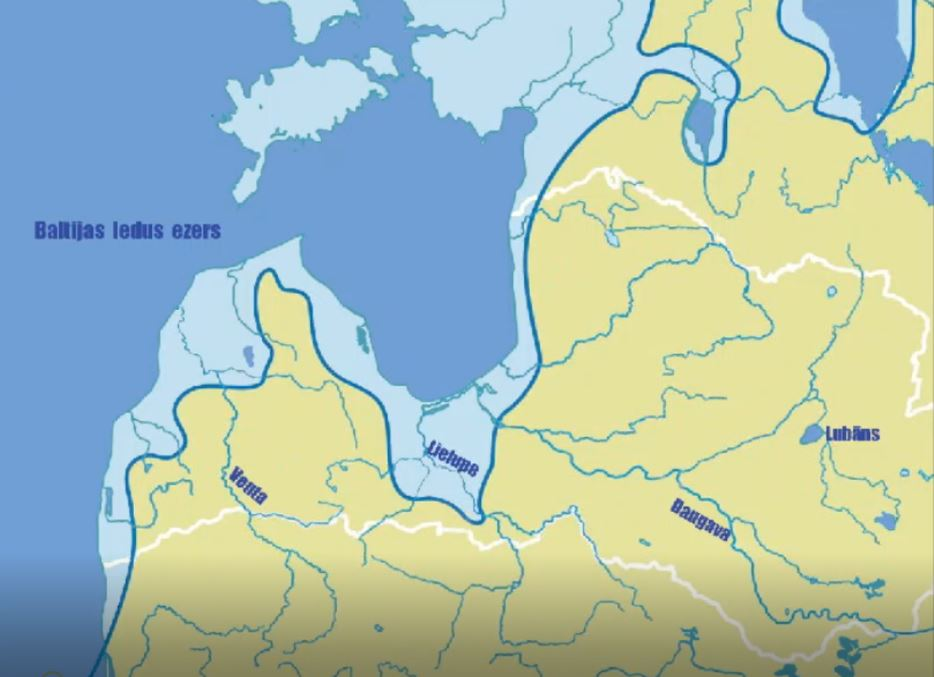 Baltijas ledus ezers
Lubāns
Lielupe
Venta
Daugava